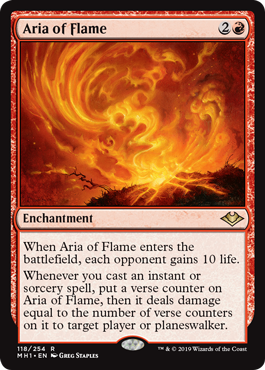 Aria of Flame 2
Enchantment
When Aria of Flame enters the
battlefield, each opponent gains 10 life.
Whenever you cast an instant or
sorcery spell, put a verse counter on
Aria of Flame, then it deals damage
equal to the number of verse counters
on it to target player or planeswalker.
118/254 R
MH1 • EN Greg Staples ™ & © 2019 Wizards of the Coast